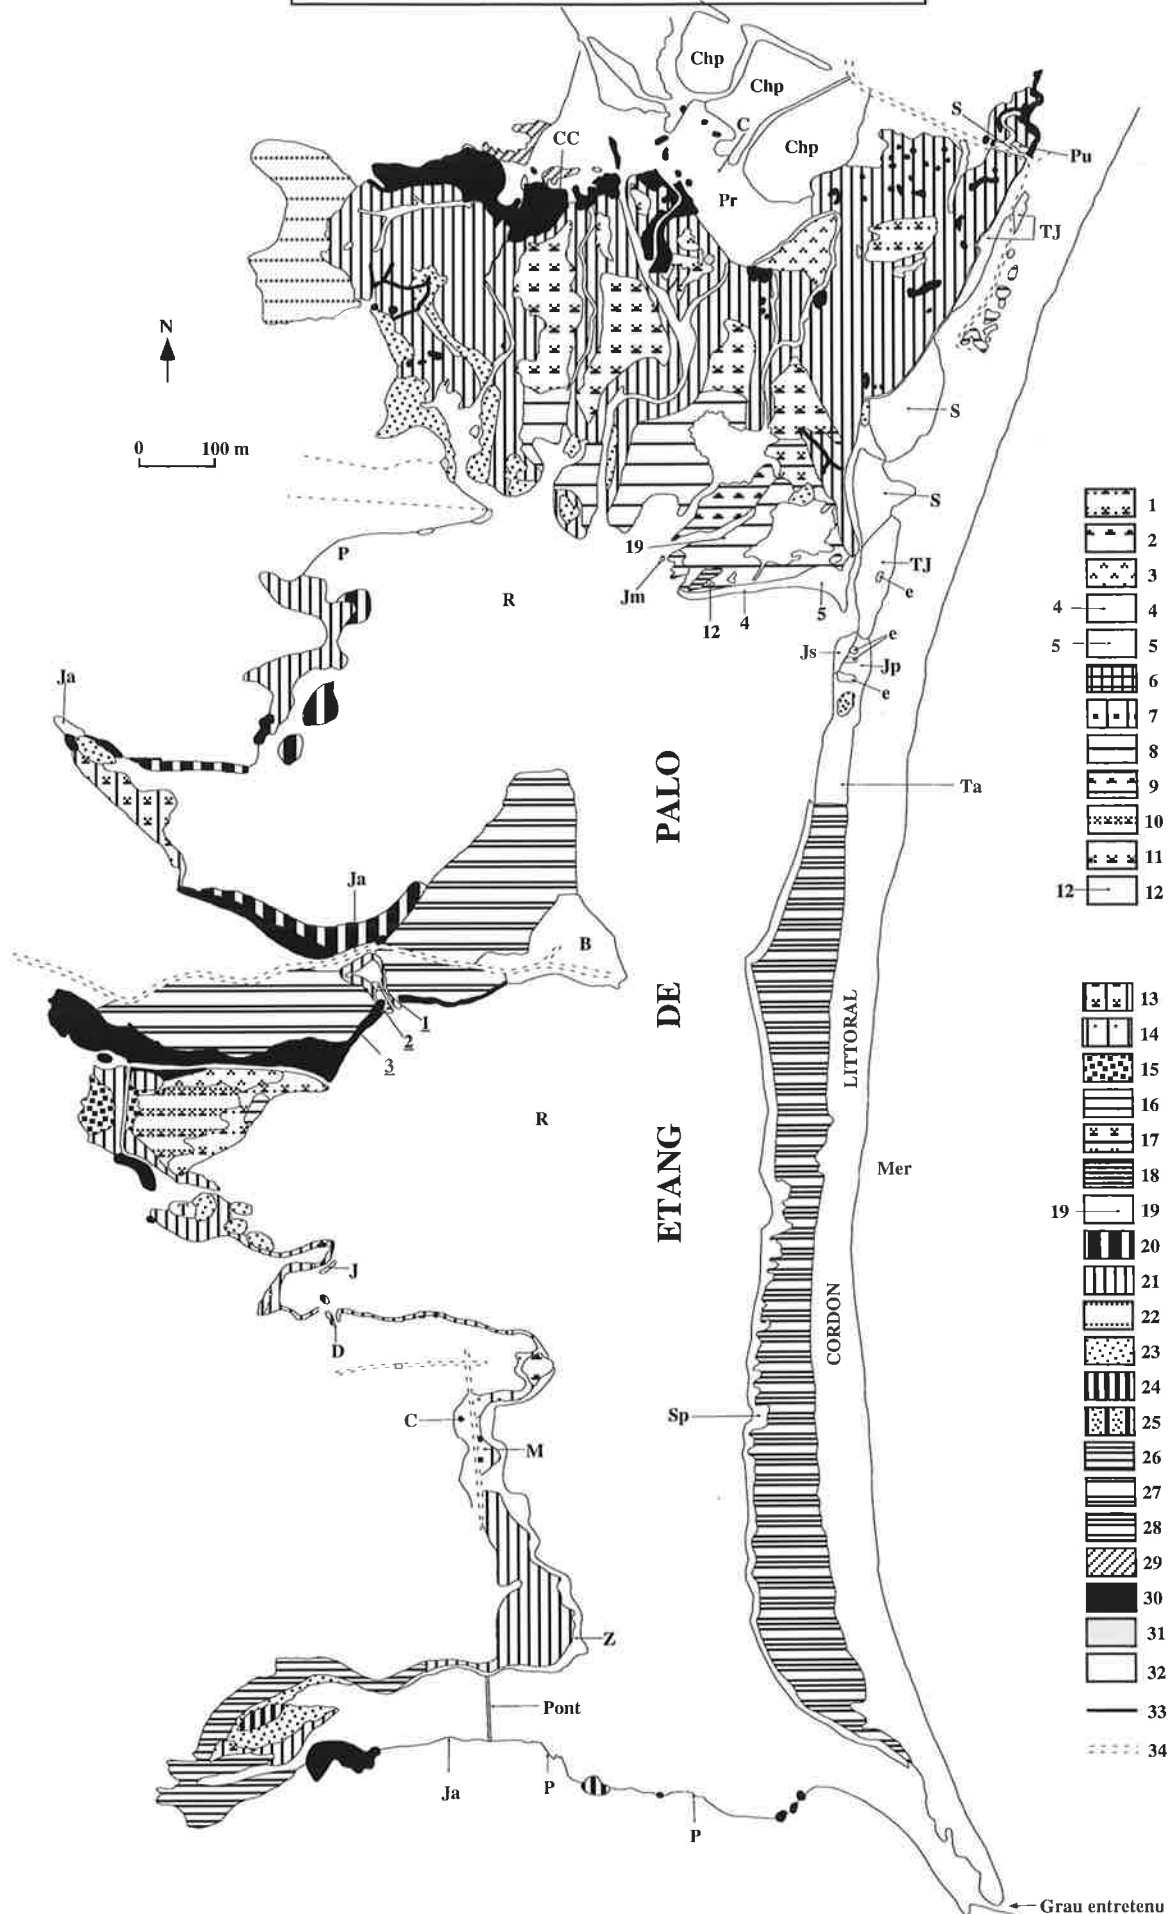 Chp
Chp
C
Chp
S
Pu
CC
Pr
TJ
N
0 100 m
S
S
P
19
Jm
R
TJ
e
12
4
5
Js
e
Jp
e
Ja
Ta
Ja
B
1
2
3
R
ETANG DE PALO
CORDON LITTORAL
Mer
J
D
C
M
Sp
Z
Pont
Ja
P
P
Grau entretenu
1
2
3
4 4
5 5
6
7
8
9
10
11
12 12
13
14
15
16
17
18
19 19
20
21
22
23
24
25
26
27
28
29
30
31
32
33
34